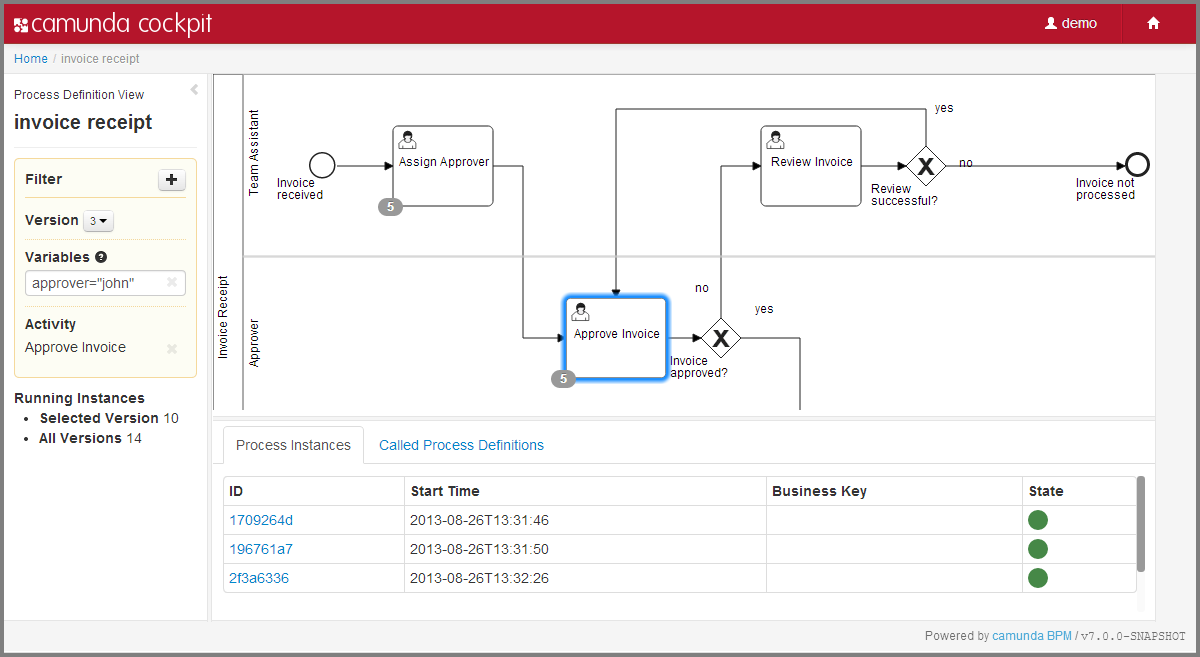 camunda cockpit
demo
Home / invoice receipt
Process Definition View
invoice receipt
Filter
+
Version 3
Variables ?
approver="john"
Activity
Approve Invoice
Running Instances
• Selected Version 10
• All Versions 14
Invoice Receipt
Team Assistant
Approver
Invoice
received
Assign Approver
5
Review Invoice
X
Review
successful?
yes
no
Invoice not
processed
Approve Invoice
5
X
Invoice
approved?
no
yes
Process Instances Called Process Definitions
ID Start Time Business Key State
1709264d 2013-08-26T13:31:46
196761a7 2013-08-26T13:31:50
2f3a6336 2013-08-26T13:32:26
Powered by camunda BPM / v7.0.0-SNAPSHOT